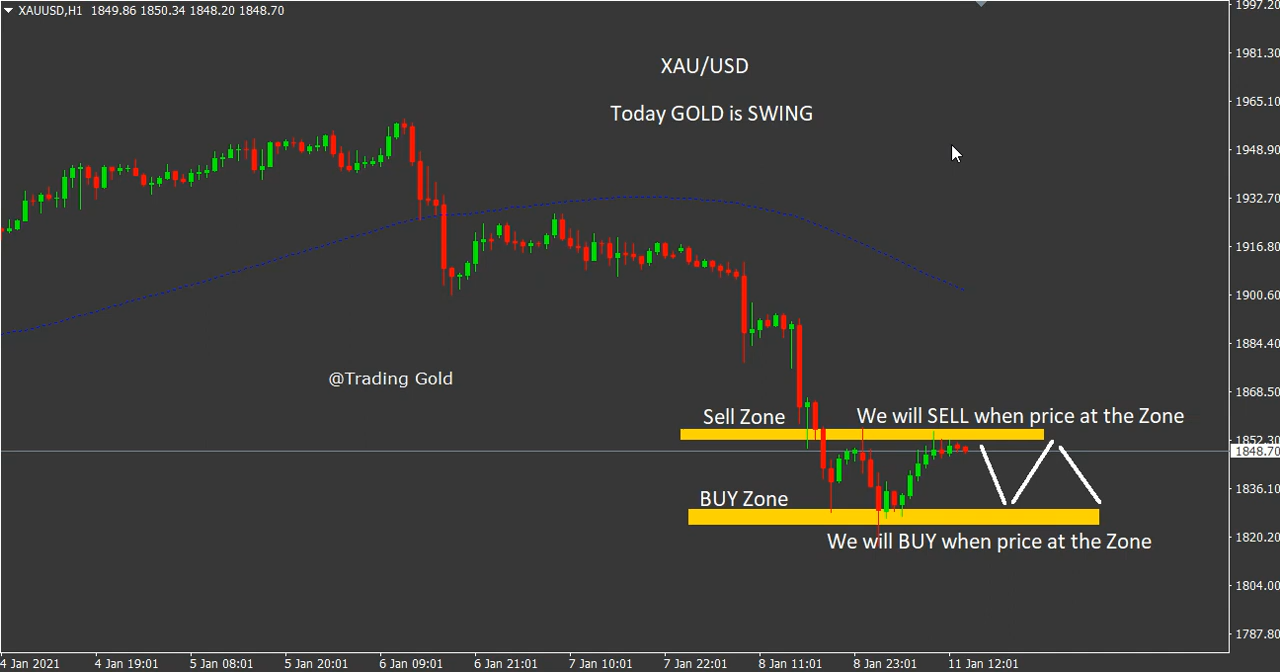 XAUUSD,H1 1849.86 1850.34 1848.20 1848.70
XAU/USD
Today GOLD is SWING
@Trading Gold
Sell Zone
We will SELL when price at the Zone
BUY Zone
We will BUY when price at the Zone
1997.20
1981.30
1965.10
1948.90
1932.70
1916.80
1900.60
1884.40
1868.50
1852.30
1848.70
1836.10
1820.20
1804.00
1787.80
4 Jan 2021
4 Jan 19:01
5 Jan 08:01
5 Jan 20:01
6 Jan 09:01
6 Jan 21:01
7 Jan 10:01
7 Jan 22:01
8 Jan 11:01
8 Jan 23:01
11 Jan 12:01